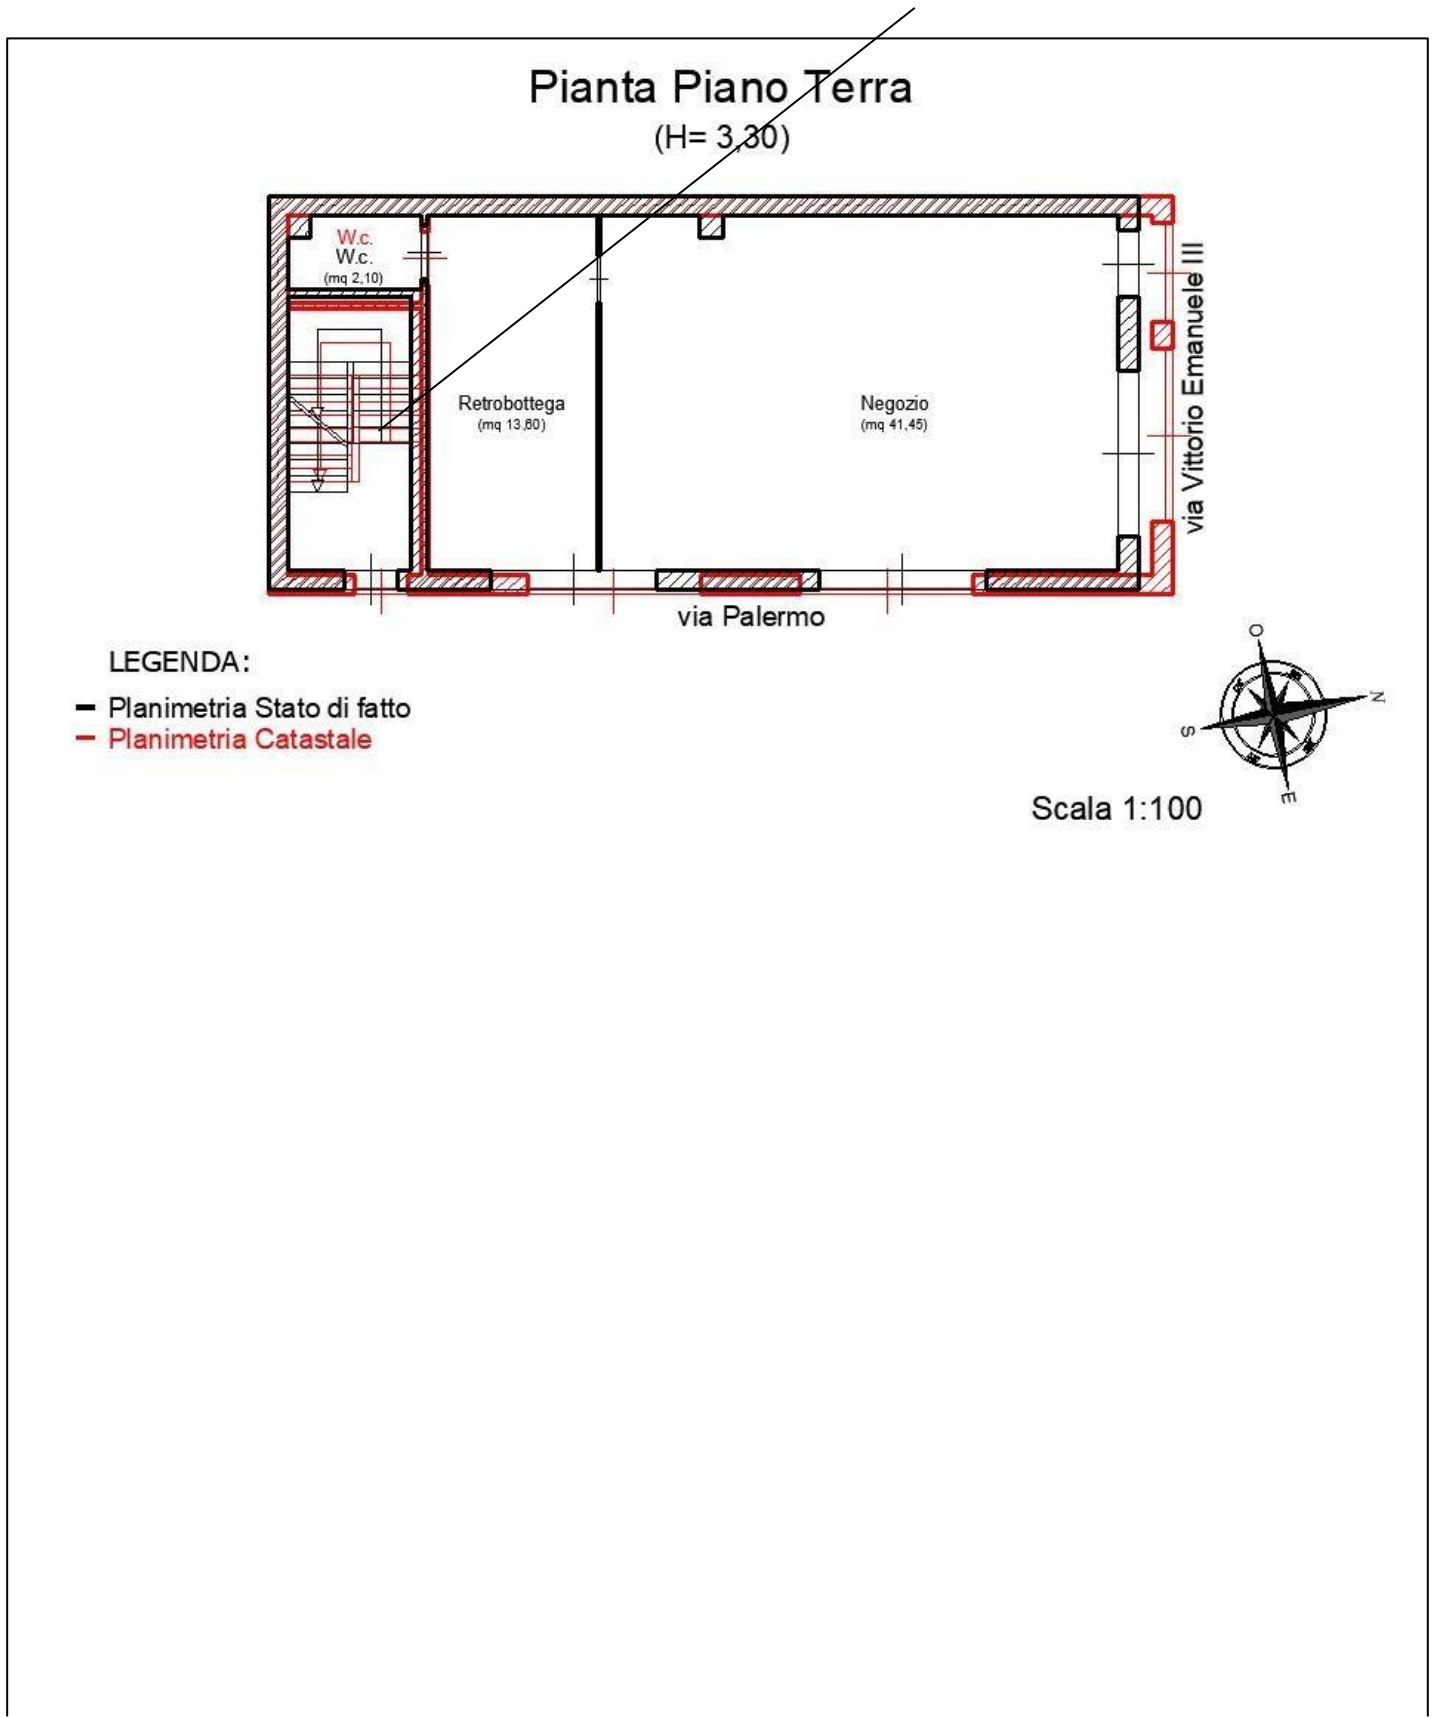 Pianta Piano Terra
(H= 3,30)
W.c.
W.c.
(mq 2,10)
Retrobottega
(mq 13,80)
Negozio
(mq 41,45)
via Vittorio Emanuele III
via Palermo
LEGENDA:
Planimetria Stato di fatto
Planimetria Catastale
O
N
S
E
Scala 1:100